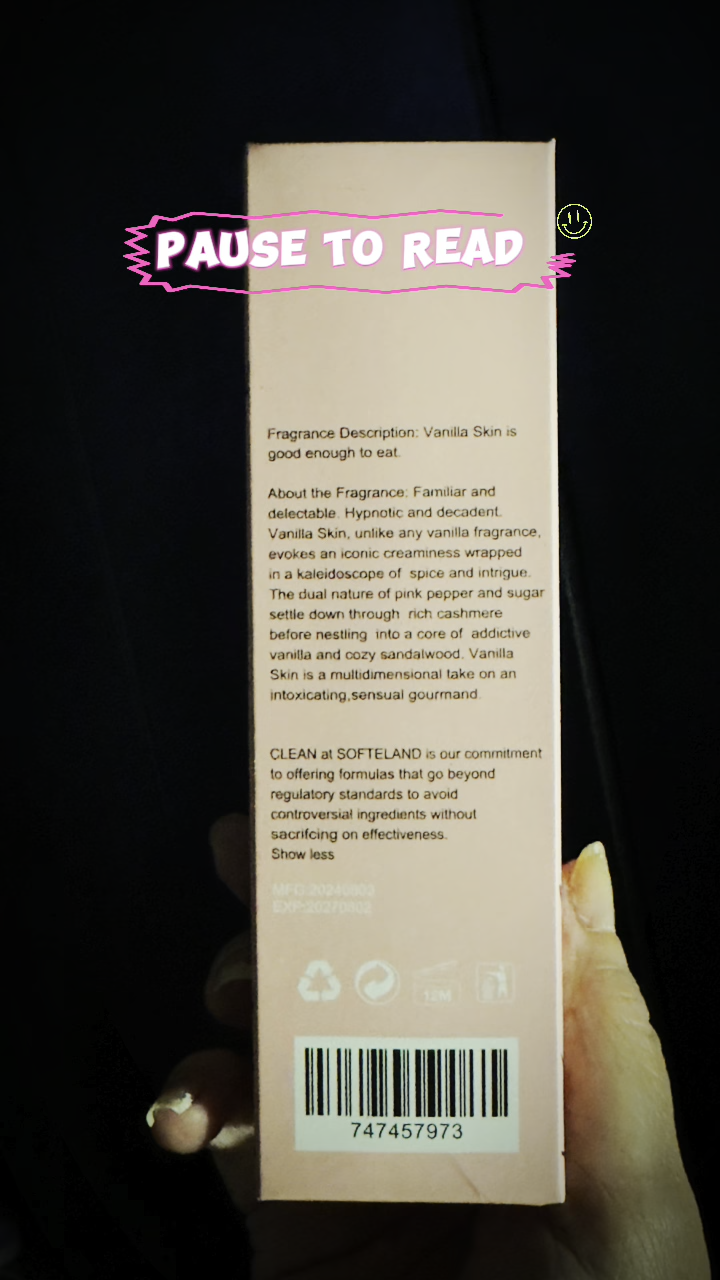 PAUSE TO READ
Fragrance Description: Vanilla Skin is
good enough to eat.
About the Fragrance: Familiar and
delectable. Hypnotic and decadent.
Vanilla Skin, unlike any vanilla fragrance,
evokes an iconic creaminess wrapped
in a kaleidoscope of spice and intrigue.
The dual nature of pink pepper and sugar
settle down through rich cashmere
before nestling into a core of addictive
vanilla and cozy sandalwood. Vanilla
Skin is a multidimensional take on an
intoxicating,sensual gourmand.
CLEAN at SOFTELAND is our commitment
to offering formulas that go beyond
regulatory standards to avoid
controversial ingredients without
sacrifcing on effectiveness.
Show less
MFG:20240802
EXP:20270802
12M
747457973